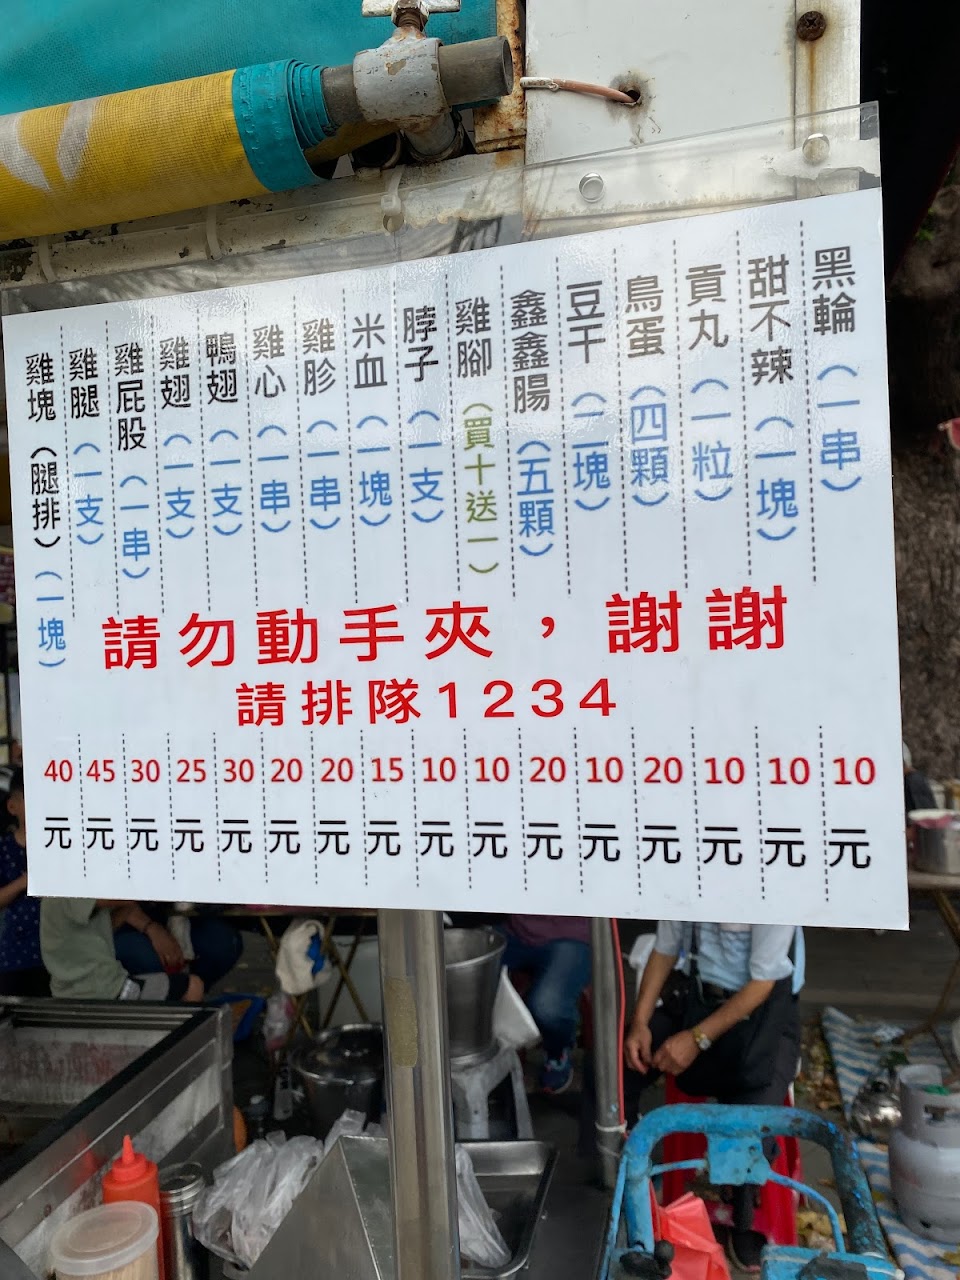 黑輪（一串）
甜不辣（一塊）
貢丸（一粒）
鳥蛋（四顆）
豆干（二塊）
鑫鑫腸（五顆）
雞腳（買十送一）
脖子（一支）
米血（一塊）
雞胗（一串）
雞心（一串）
鴨翅（一支）
雞翅（一支）
雞屁股（一串）
雞腿（一支）
雞塊（腿排）（一塊）
請勿動手夾，謝謝
請排隊1234
10元
10元
10元
20元
10元
20元
10元
10元
15元
20元
20元
30元
25元
30元
45元
40元